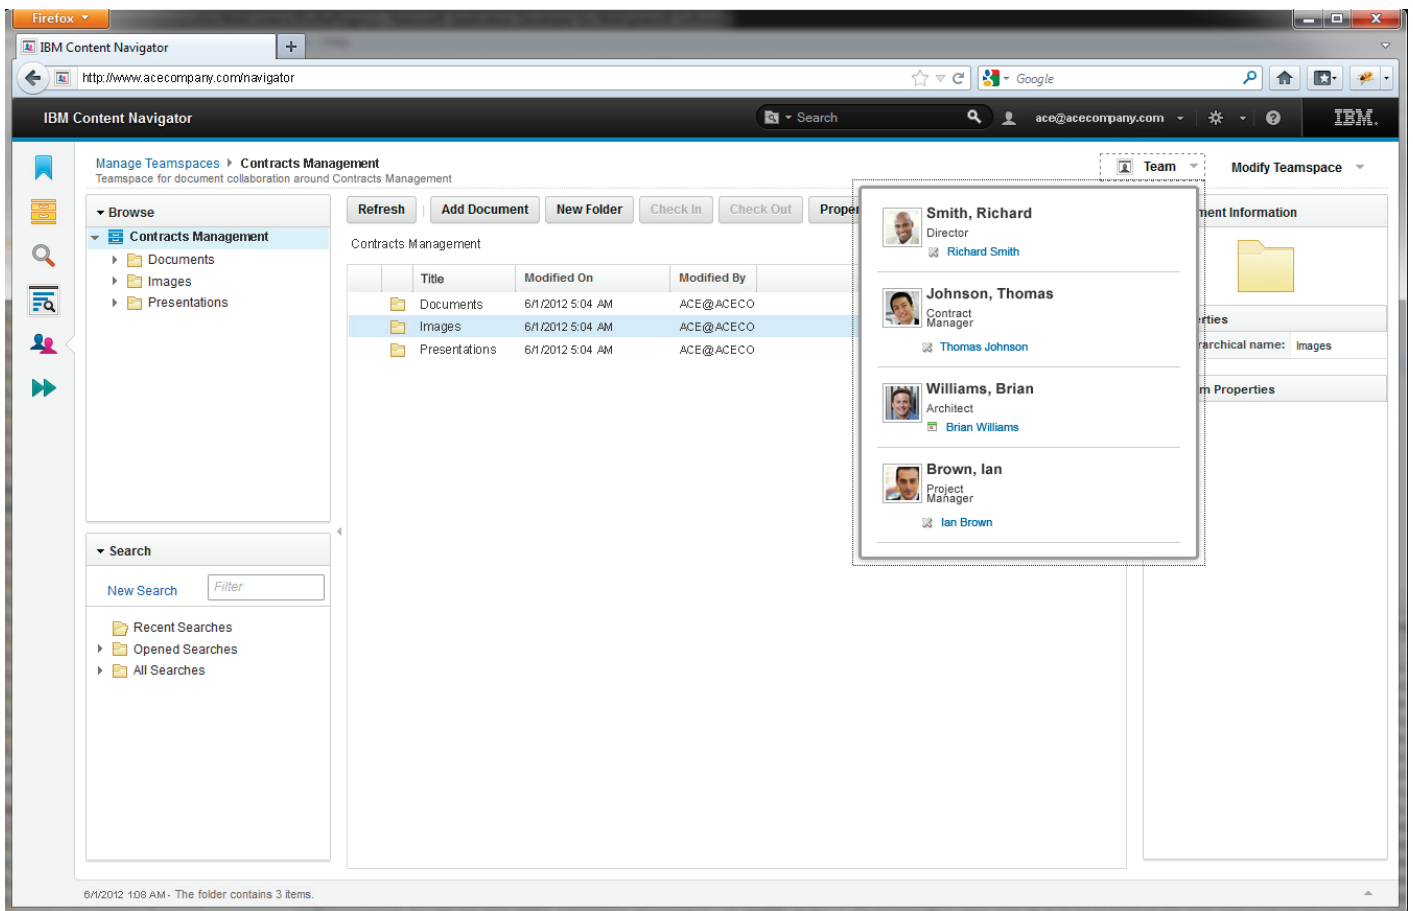 Firefox
IBM Content Navigator
http://www.acecompany.com/navigator
Google
IBM Content Navigator
Search
ace@acecompany.com
IBM.
Manage Teamspaces Contracts Management
Teamspace for document collaboration around Contracts Management
Team
Modify Teamspace
Browse
Contracts Management
Documents
Images
Presentations
Refresh
Add Document
New Folder
Check In
Check Out
Proper
Contracts Management
Title Modified On Modified By
Documents 6/1/2012 5:04 AM ACE@ACECO
Images 6/1/2012 5:04 AM ACE@ACECO
Presentations 6/1/2012 5:04 AM ACE@ACECO
Smith, Richard
Director
Richard Smith
Johnson, Thomas
Contract
Manager
Thomas Johnson
Williams, Brian
Architect
Brian Williams
Brown, Ian
Project
Manager
Ian Brown
ment Information
rties
rarchical name: Images
m Properties
Search
New Search
Filter
Recent Searches
Opened Searches
All Searches
6/1/2012 1:08 AM - The folder contains 3 items.